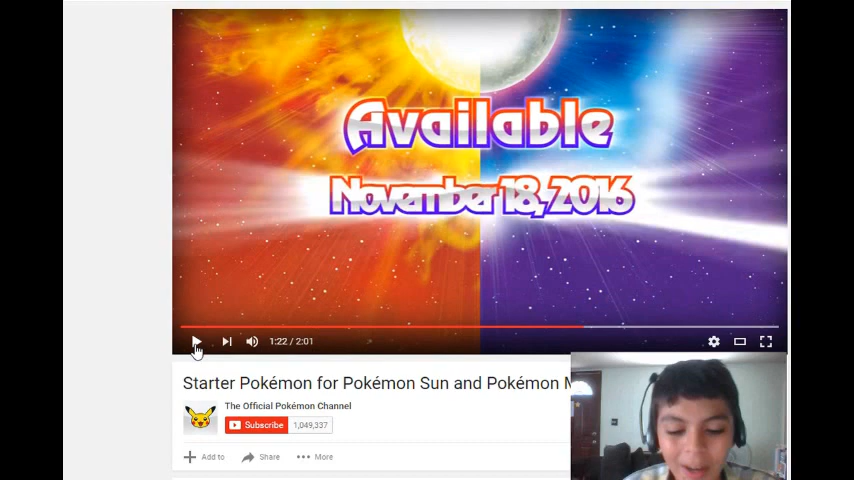 Available
November 18, 2016
1:22 / 2:01
Starter Pokémon for Pokémon Sun and Pokémon
The Official Pokémon Channel
Subscribe 1,049,337
Add to Share More